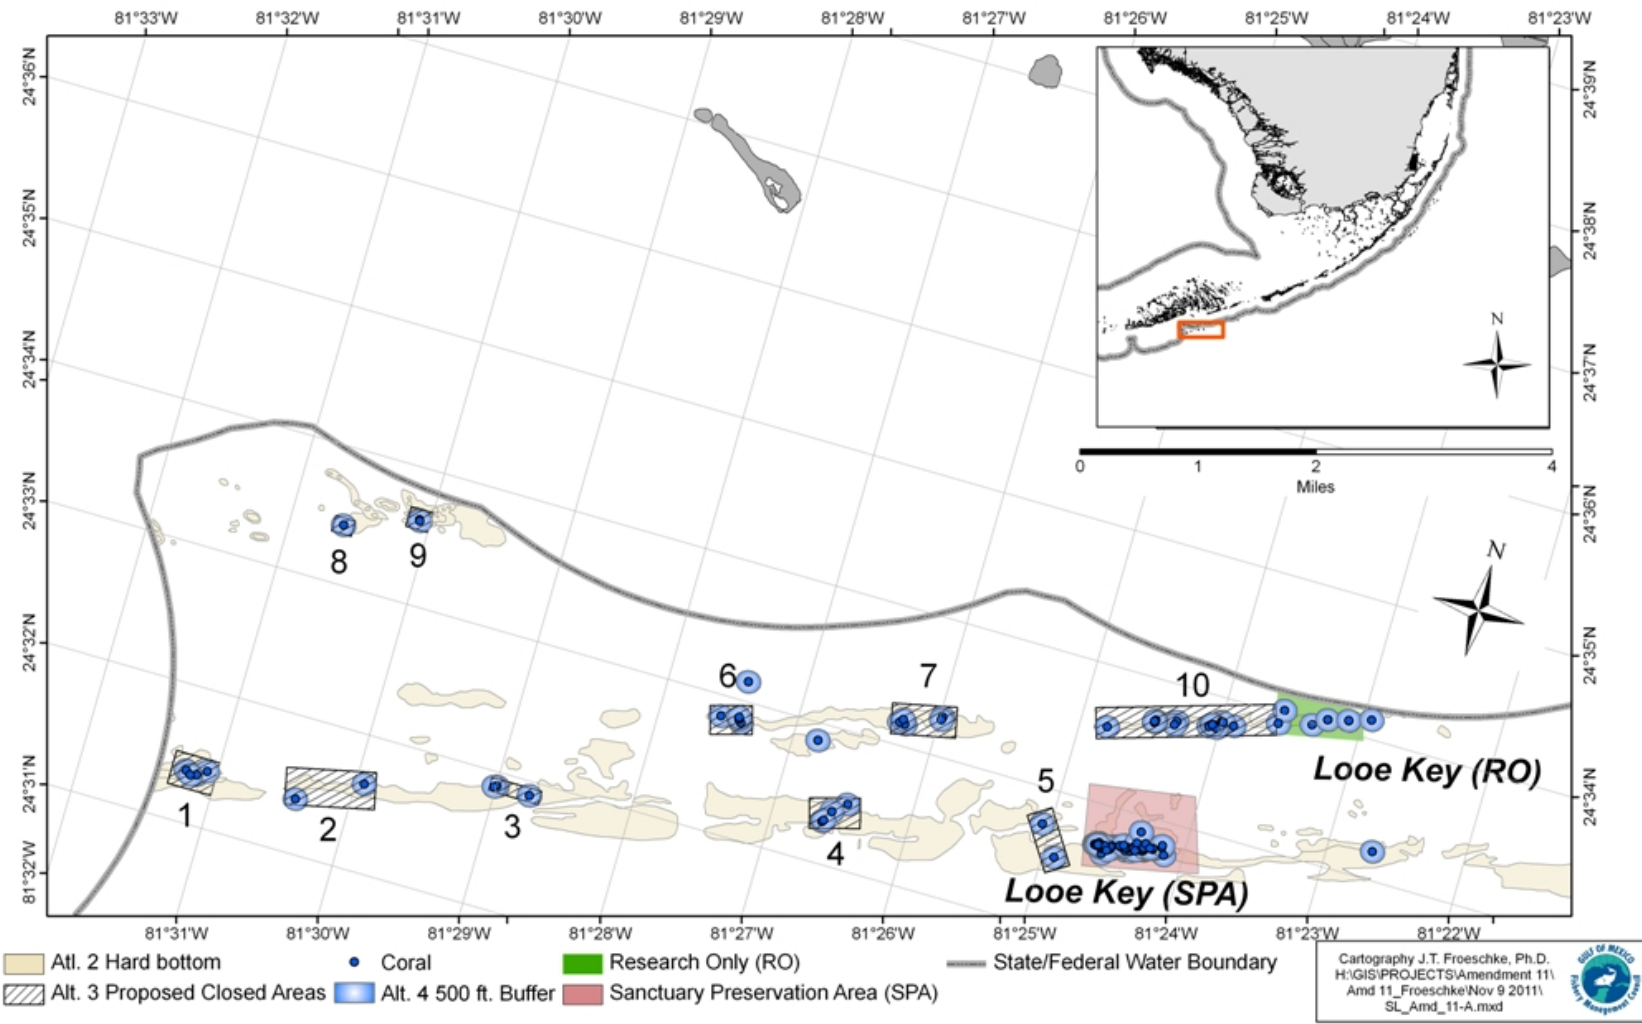 81°33'W 81°32'W 81°31'W 81°30'W 81°29'W 81°28'W 81°27'W 81°26'W 81°25'W 81°24'W 81°23'W
24°36'N
24°35'N
24°34'N
24°33'N
24°32'N
24°31'N
81°32'W
24°39'N
24°38'N
24°37'N
24°36'N
24°35'N
24°34'N
N
0 1 2 4
Miles
N
8 9
6 7 10
Looe Key (RO)
5
1 2 3 4
Looe Key (SPA)
81°31'W 81°30'W 81°29'W 81°28'W 81°27'W 81°26'W 81°25'W 81°24'W 81°23'W 81°22'W
Atl. 2 Hard bottom Coral Research Only (RO) State/Federal Water Boundary
Alt. 3 Proposed Closed Areas Alt. 4 500 ft. Buffer Sanctuary Preservation Area (SPA)
Cartography J.T. Froeschke, Ph.D.
H:\GIS\PROJECTS\Amendment 11\
Amd 11_Froeschke\Nov 9 2011\
SL_Amd_11-A.mxd
GULF OF MEXICO
Fishery Management Council